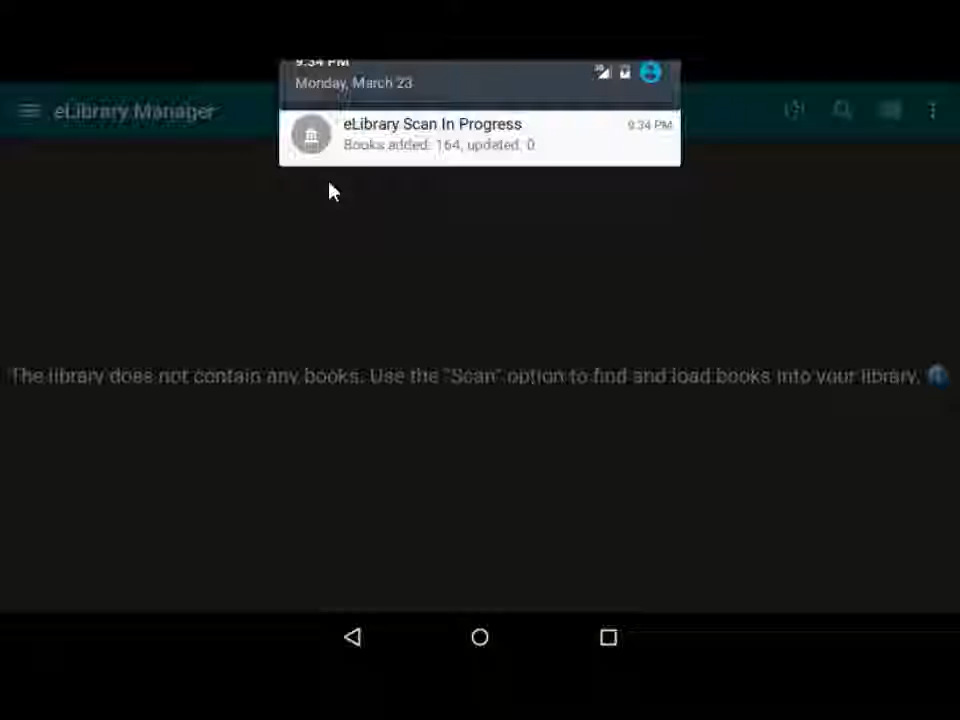 9:34 PM
Monday, March 23
eLibrary Manager
eLibrary Scan In Progress
9:34 PM
Books added: 164, updated: 0
The library does not contain any books. Use the "Scan" option to find and load books into your library.